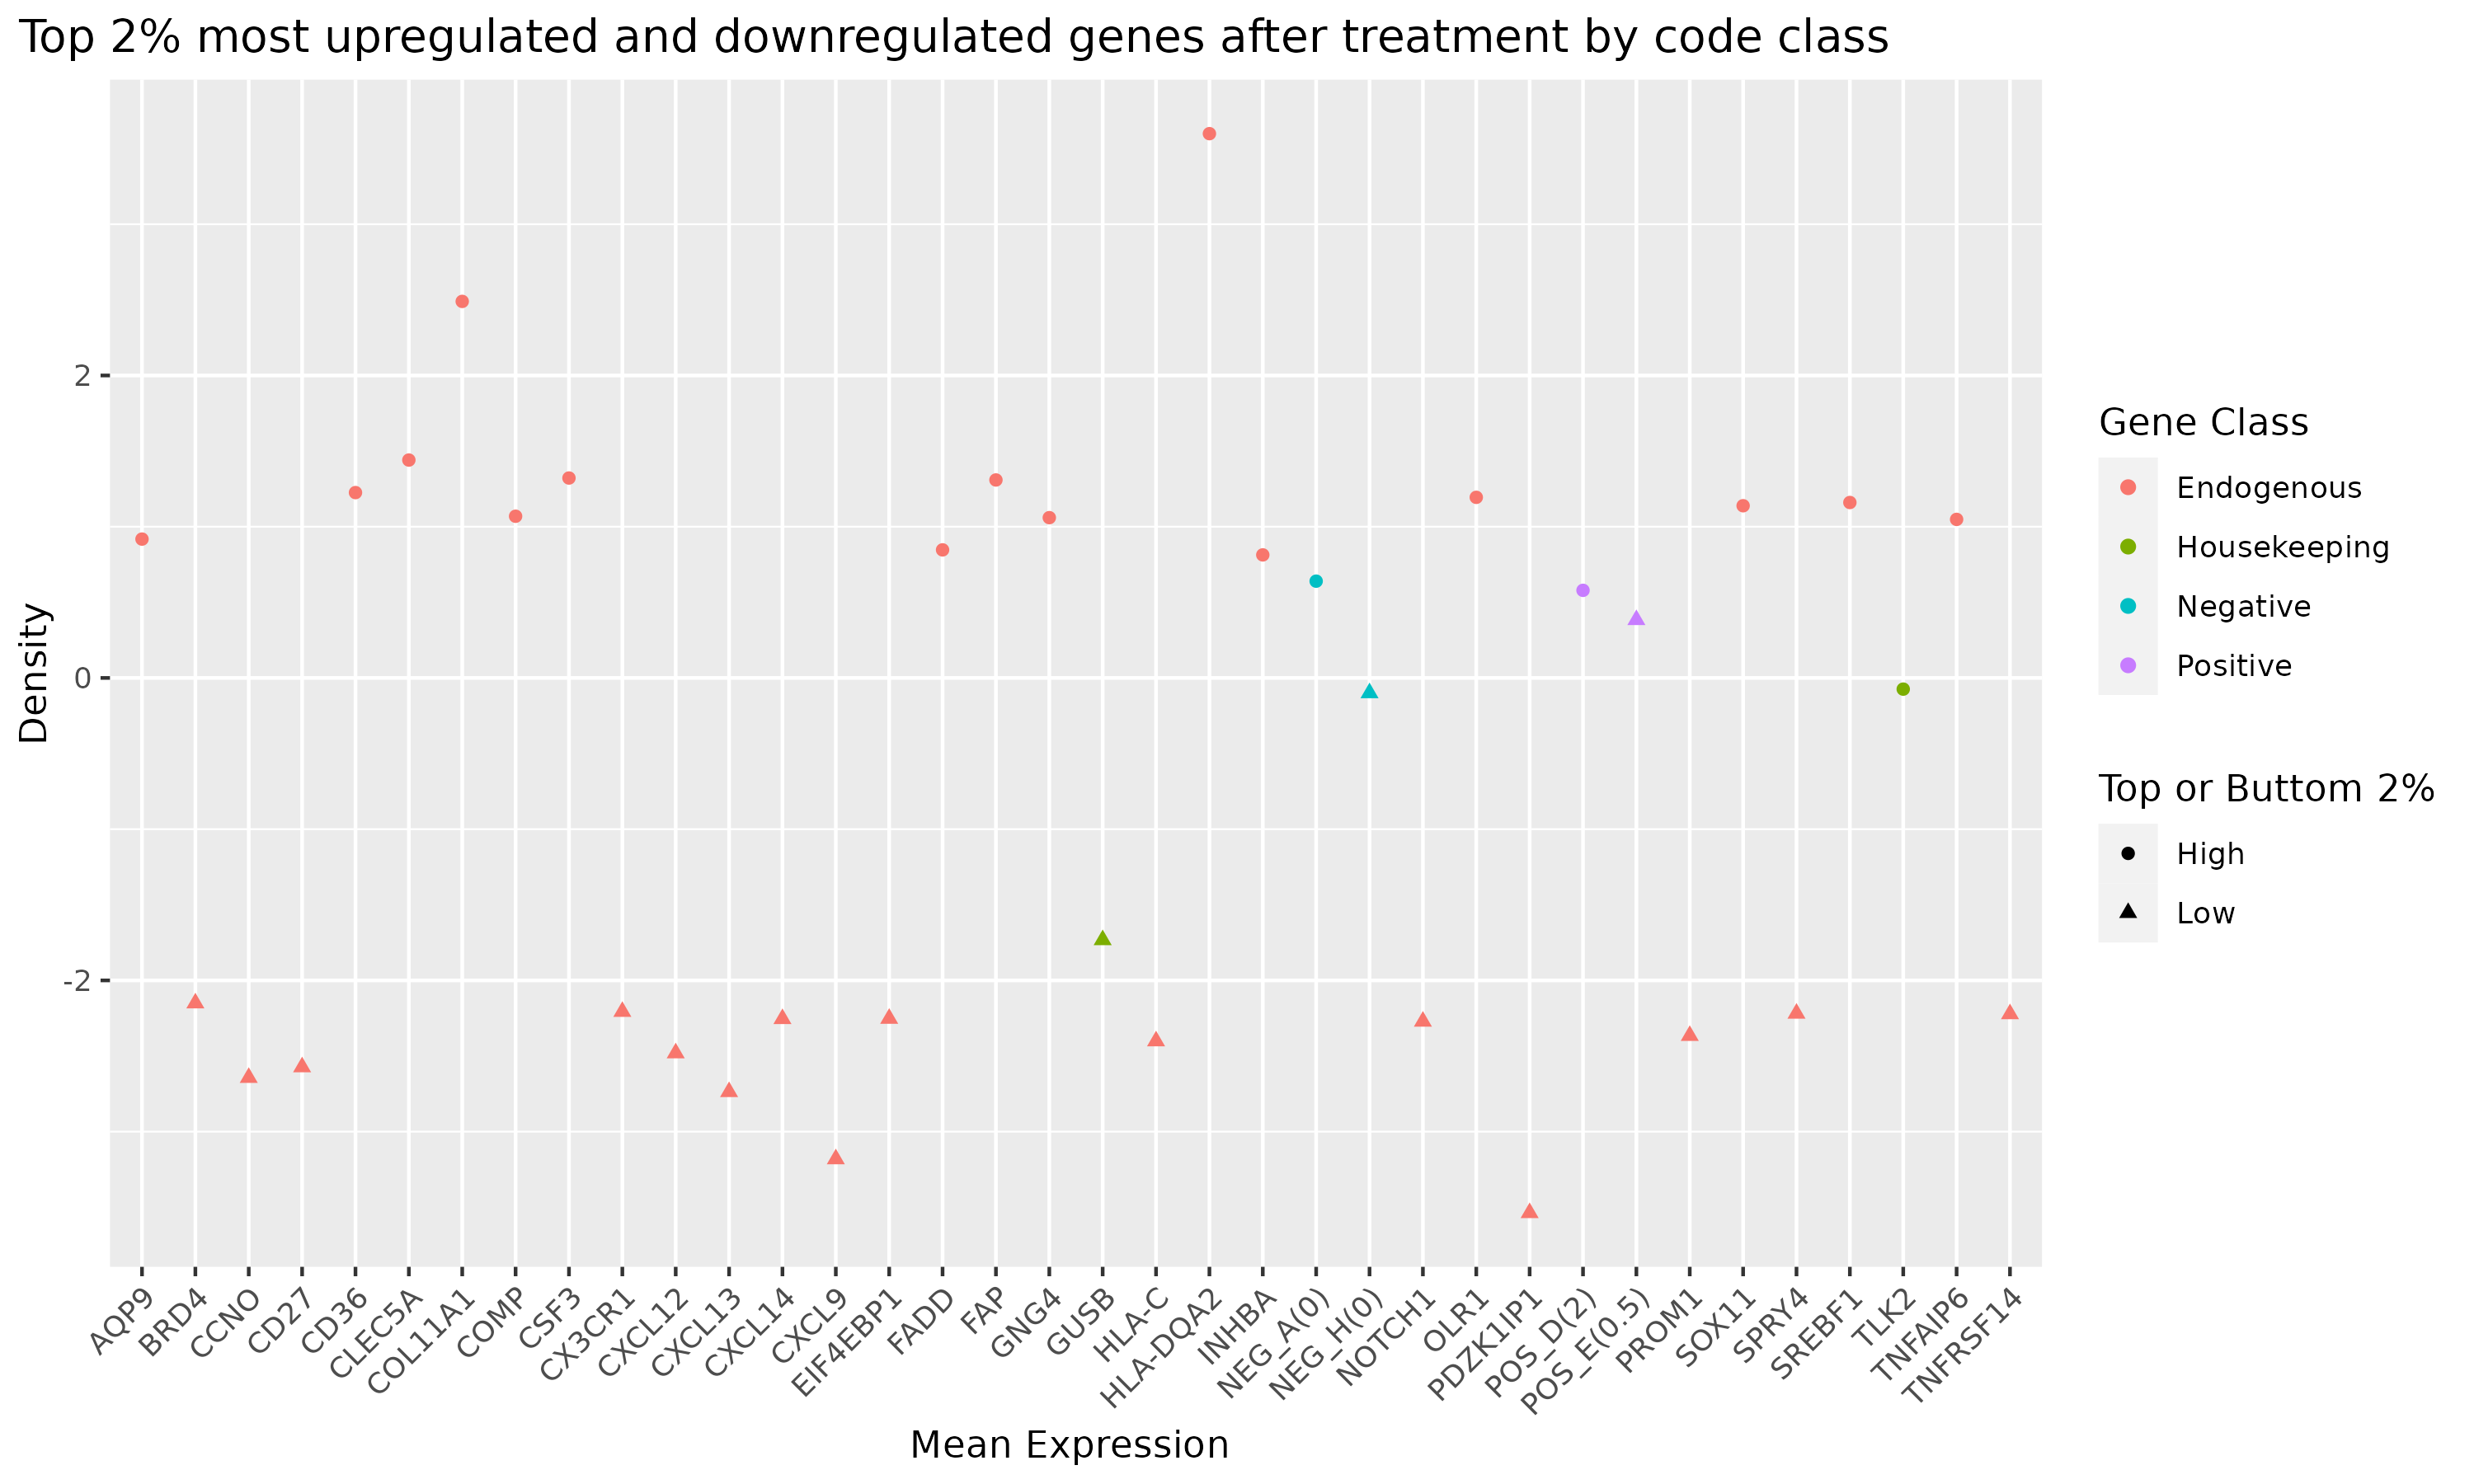 Top 2% most upregulated and downregulated genes after treatment by code class
Density
2
0
-2
AQP9
BRD4
CCNO
CD27
CD36
CLEC5A
COL11A1
COMP
CSF3
CX3CR1
CXCL12
CXCL13
CXCL14
CXCL9
EIF4EBP1
FADD
FAP
GNG4
GUSB
HLA-C
HLA-DQA2
INHBA
NEG_A(0)
NEG_H(0)
NOTCH1
OLR1
PDZK1IP1
POS_D(2)
POS_E(0.5)
PROM1
SOX11
SPRY4
SREBF1
TLK2
TNFAIP6
TNFRSF14
Mean Expression
Gene Class
Endogenous
Housekeeping
Negative
Positive
Top or Buttom 2%
High
Low